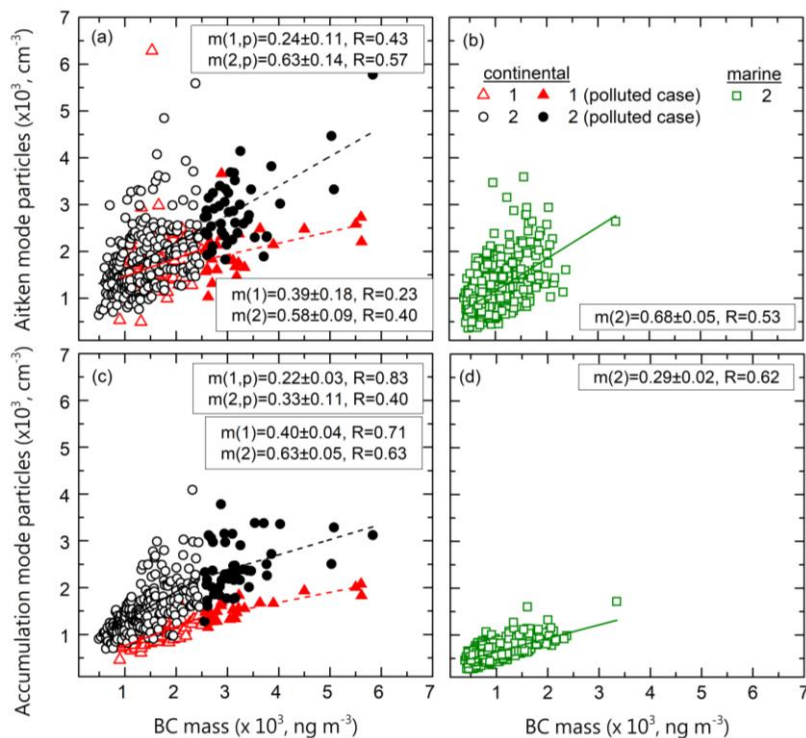 (a)
m(1,p)=0.24±0.11, R=0.43
m(2,p)=0.63±0.14, R=0.57
m(1)=0.39±0.18, R=0.23
m(2)=0.58±0.09, R=0.40
Aitken mode particles (x10³, cm⁻³)
7
6
5
4
3
2
1
(b)
continental
marine
1
1 (polluted case)
2
2
2 (polluted case)
m(2)=0.68±0.05, R=0.53
(c)
m(1,p)=0.22±0.03, R=0.83
m(2,p)=0.33±0.11, R=0.40
m(1)=0.40±0.04, R=0.71
m(2)=0.63±0.05, R=0.63
Accumulation mode particles (x10³, cm⁻³)
7
6
5
4
3
2
1
(d)
m(2)=0.29±0.02, R=0.62
1 2 3 4 5 6 7
1 2 3 4 5 6 7
BC mass (x 10³, ng m⁻³)
BC mass (x 10³, ng m⁻³)